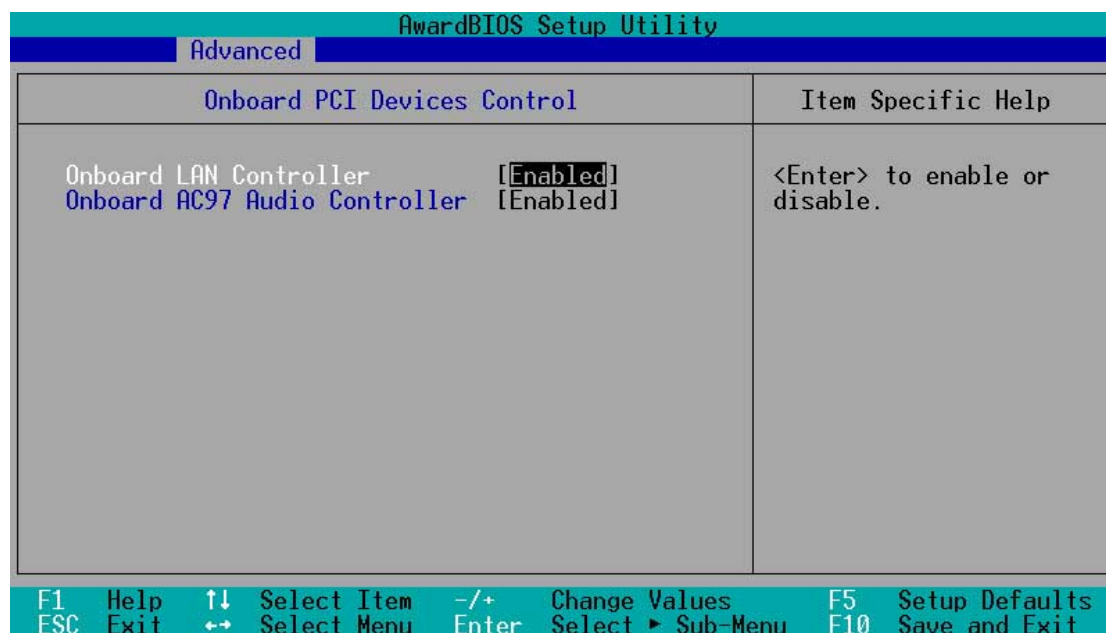 AwardBIOS Setup Utility
Advanced
Onboard PCI Devices Control
Item Specific Help
Onboard LAN Controller [Enabled]
Onboard AC97 Audio Controller [Enabled]
<Enter> to enable or
disable.
F1 Help ↑↓ Select Item -/+ Change Values F5 Setup Defaults
ESC Exit ←→ Select Menu Enter Select ► Sub-Menu F10 Save and Exit